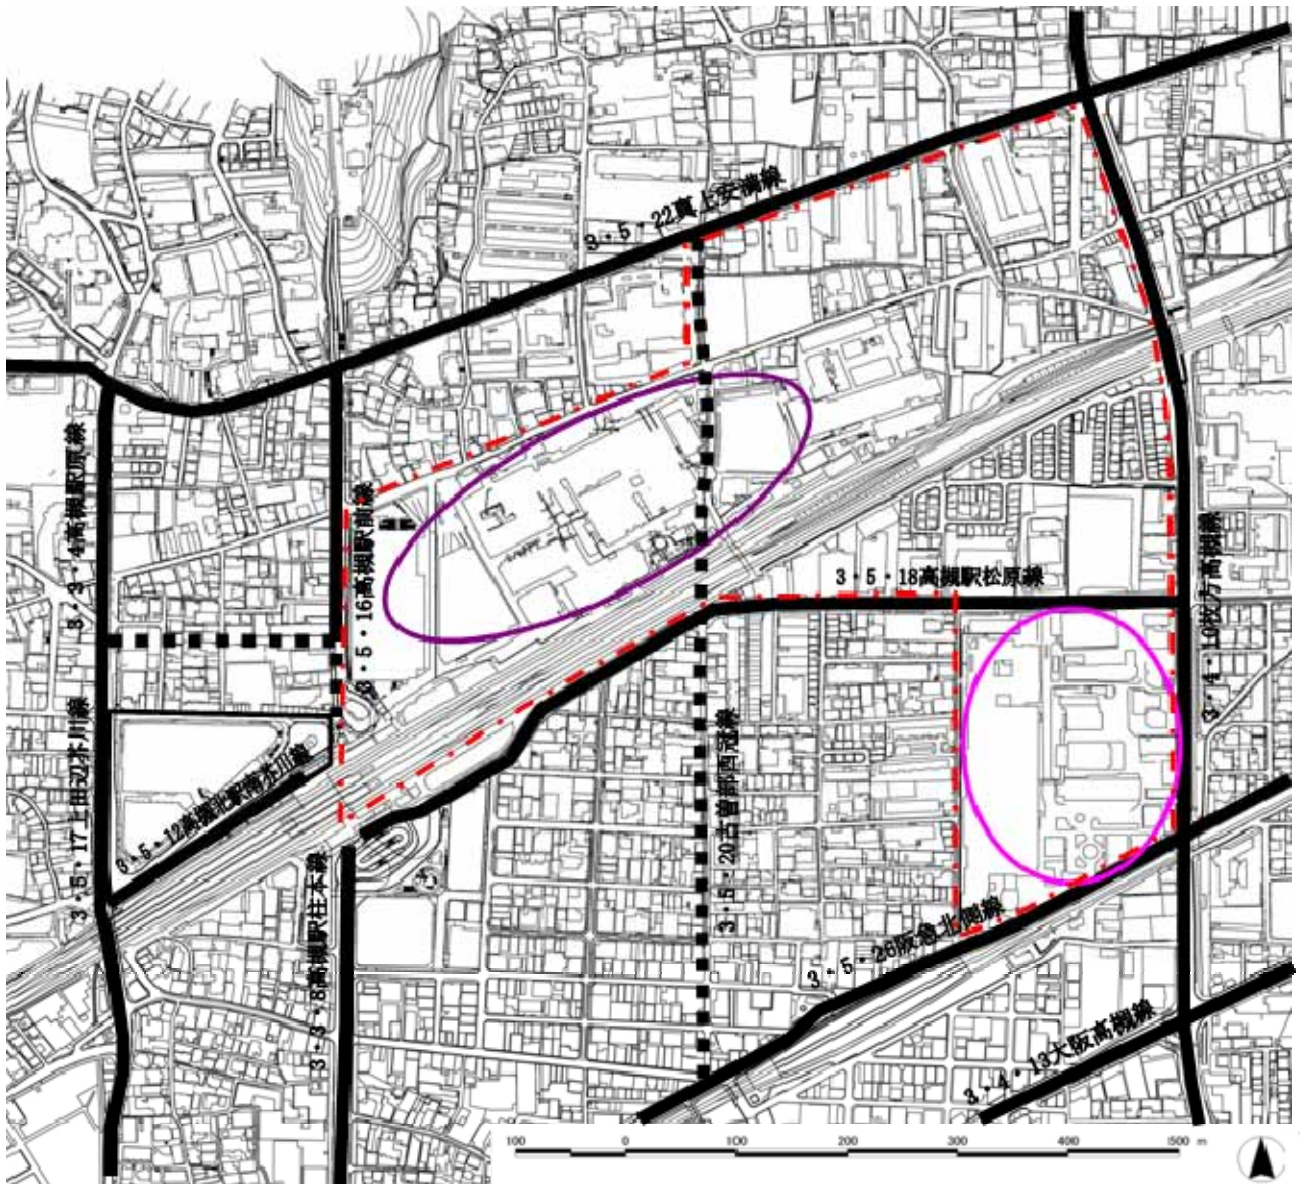 3・5・22真上安満線
3・3・4高槻駅原線
3・5・16高槻駅前線
3・5・18高槻駅松原線
3・4・10枚方高槻線
3・5・17上田辺芥川線
3・5・12高槻北駅南芥川線
3・5・20古曽部西冠線
3・3・8高槻駅柱本線
3・5・26阪急北側線
3・4・13大阪高槻線
100 0 100 200 300 400 500 m